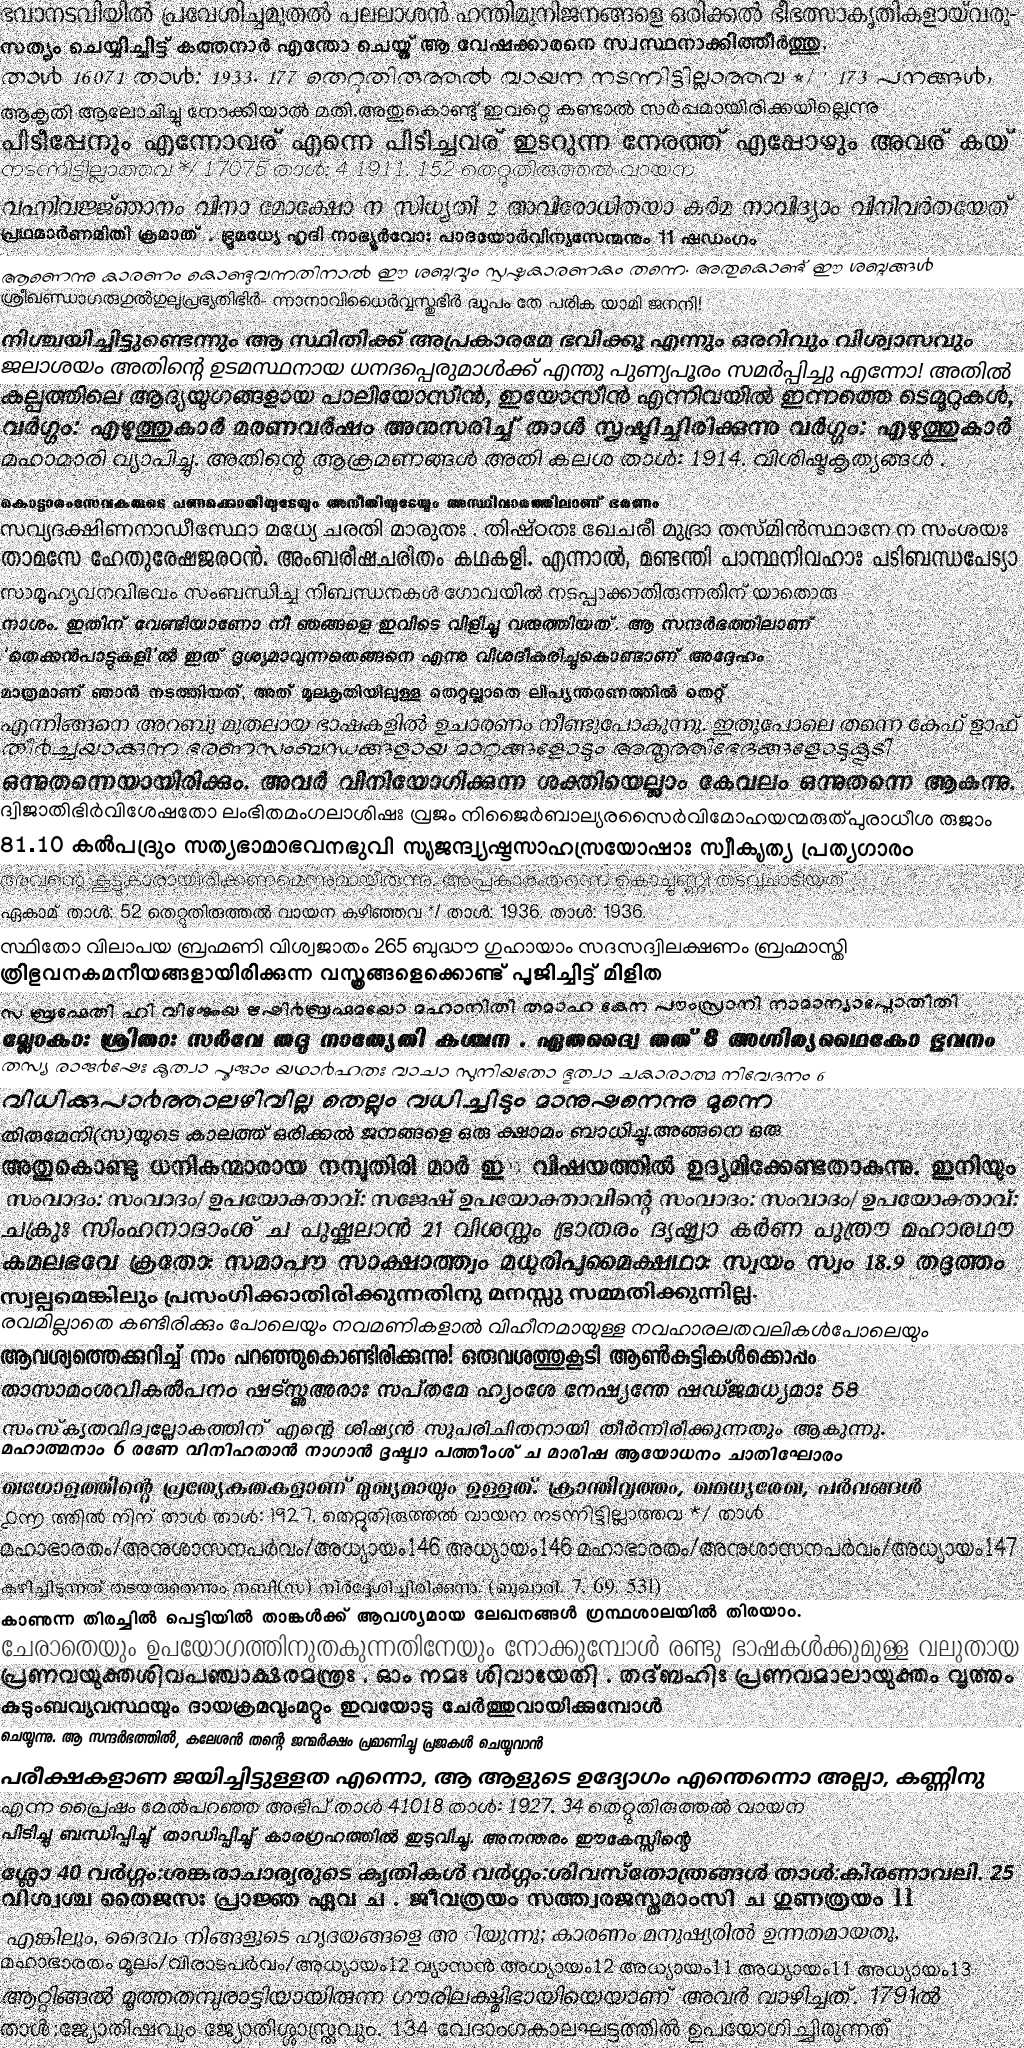 ഭവാനടവിയിൽ പ്രവേശിച്ചമുതൽ പലലാശൻ ഹന്തിമുനിജനങ്ങളെ ഒരിക്കൽ ഭീഭത്സാകൃതികളായ്‌വരു-
സത്യം ചെയ്യിച്ചിട്ട് കത്തനാർ എന്തോ ചെയ്തു് ആ വേഷക്കാരനെ സ്വസ്ഥനാക്കിത്തീർത്തു.
താൾ 16071 താൾ: 1933. 177 തെറ്റുതിരുത്തൽ വായന നടന്നിട്ടില്ലാത്തവ */ 173 പനങ്ങൾ,
ആകൃതി ആലോചിച്ചു നോക്കിയാൽ മതി.അതുകൊണ്ടു് ഇവറ്റെ കണ്ടാൽ സർപ്പമായിരിക്കയില്ലെന്നു
പിടീപ്പേനും എന്നോവര് എന്നെ പിടീച്ചവര് ഇടറുന്ന നേരത്ത് എപ്പോഴും അവര് കയ്
നടന്നിട്ടില്ലാത്തവ */ 17075 താൾ: 4 1911. 152 തെറ്റുതിരുത്തൽ വായന
വഹ്നിവജ്ജ്ഞാനം വിനാ മോക്ഷോ ന സിധ്യതി 2 അവിരോധിതയാ കർമ നാവിദ്യാം വിനിവർതയേത്
പ്രഥമാർണമിതി ക്രമാത് . ഭ്രൂമധ്യേ ഹൃദി നാഭ്യൂർവോഃ പാദയോർവിന്യസേന്മനും 11 ഷഡംഗം
ആണെന്നു കാരണം കൊണ്ടുവന്നതിനാൽ ഈ ശബ്ദവും സ്പഷ്ടകാരണകം തന്നെ. അതുകൊണ്ട് ഈ ശബ്ദങ്ങൾ
ശ്രീഖണ്ഡാഗരുഗുൽഗുലുപ്രഭൃതിഭിർ- ന്നാനാവിധൈർവ്വസ്തുഭിർ ദ്ധൂപം തേ പരിക യാമി ജനനി!
നിശ്ചയിച്ചിട്ടുണ്ടെന്നും ആ സ്ഥിതിക്ക് അപ്രകാരമേ ഭവിക്കൂ എന്നും ഒരറിവും വിശ്വാസവും
ജലാശയം അതിന്റെ ഉടമസ്ഥനായ ധനദപ്പെരുമാൾക്ക് എന്തു പുണ്യപൂരം സമർപ്പിച്ചു എന്നോ! അതിൽ
കല്പത്തിലെ ആദ്യയുഗങ്ങളായ പാലിയോസീൻ, ഇയോസീൻ എന്നിവയിൽ ഇന്നത്തെ ടെമൂറ്റുകൾ,
വർഗ്ഗം: എഴുത്തുകാർ മരണവർഷം അനുസരിച്ച് താൾ സൃഷ്ടിച്ചിരിക്കുന്നു വർഗ്ഗം: എഴുത്തുകാർ
മഹാമാരി വ്യാപിച്ചു. അതിന്റെ ആക്രമണങ്ങൾ അതി കലശ താൾ: 1914. വിശിഷ്ടകൃത്യങ്ങൾ .
കൊട്ടാരംസേവകരുടെ പണക്കൊതിയുടേയും അനീതിയുടേയും അസ്ഥിവാരത്തിലാണ് ഭരണം
സവ്യദക്ഷിണനാഡീസ്ഥോ മധ്യേ ചരതി മാരുതഃ . തിഷ്ഠതഃ ഖേചരീ മുദ്രാ തസ്മിൻസ്ഥാനേ ന സംശയഃ
താമസേ ഹേതുരേഷജരഠൻ. അംബരീഷചരിതം കഥകളി. എന്നാൽ, മണ്ടന്തി പാന്ഥനിവഹാഃ പടിബന്ധപേട്യാ
സാമൂഹ്യവനവിഭവം സംബന്ധിച്ച നിബന്ധനകൾ ഗോവയിൽ നടപ്പാക്കാതിരുന്നതിന് യാതൊരു
നാശം. ഇതിന് വേണ്ടിയാണോ നീ ഞങ്ങളെ ഇവിടെ വിളിച്ചു വരുത്തിയത്. ആ സന്ദർഭത്തിലാണ്
'തെക്കൻപാട്ടുകളി'ൽ ഇത് ദൃശ്യമാവുന്നതെങ്ങനെ എന്നു വിശദീകരിച്ചുകൊണ്ടാണ് അദ്ദേഹം
മാത്രമാണ് ഞാൻ നടത്തിയത്, അത് മൂലകൃതിയിലുള്ള തെറ്റല്ലാതെ ലിപ്യന്തരണത്തിൽ തെറ്റ്
എന്നിങ്ങനെ അറബു മുതലായ ഭാഷകളിൽ ഉചാരണം നീണ്ടുപോകുന്നു. ഇതുപോലെ തന്നെ കേഫ് ളാഫ്
തീർച്ചയാക്കുന്ന ഭരണസംബന്ധങ്ങളായ മാറ്റങ്ങളോടും അതൃത്തിഭേദങ്ങളോടുകൂടി
ഒന്നുതന്നെയായിരിക്കും. അവർ വിനിയോഗിക്കുന്ന ശക്തിയെല്ലാം കേവലം ഒന്നുതന്നെ ആകുന്നു.
ദ്വിജാതിഭിർവിശേഷതോ ലംഭിതമംഗലാശിഷഃ വ്രജം നിജൈർബാല്യരസൈർവിമോഹയന്മരുത്പുരാധീശ രുജാം
81.10 കൽപദ്രും സത്യഭാമാഭവനഭുവി സൃജന്ദ്വ്യഷ്ടസാഹസ്രയോഷാഃ സ്വീകൃത്യ പ്രത്യഗാരം
അവന്റെ കൂട്ടുകാരായിരിക്കണമെന്നുവായിരുന്നു. അപ്രകാരംതന്നെ കൊച്ചുണ്ണി തടവുചാടിയത്
ഏകാമ് താൾ: 52 തെറ്റുതിരുത്തൽ വായന കഴിഞ്ഞവ */ താൾ: 1936. താൾ: 1936.
സ്ഥിതോ വിലാപയ ബ്രഹ്മണി വിശ്വജാതം 265 ബുദ്ധൗ ഗുഹായാം സദസദ്വിലക്ഷണം ബ്രഹ്മാസ്തി
ത്രിഭുവനകമനീയങ്ങളായിരിക്കുന്ന വസ്തുങ്ങളെക്കൊണ്ട് പൂജിച്ചിട്ട് മിളിത
സ ബ്രഹ്മേതി ഹി വിജ്ഞേയ ഋഷിർബ്രഹ്മമയോ മഹാനിതി തമാഹ കേന പൗംസ്രാനി നാമാന്യാപ്നോതീതി
ല്ലോകാഃ ശ്രിതാഃ സർവേ തദു നാത്യേതി കശ്ചന . ഏതദ്വൈ തത് 8 അഗ്നിര്യഥൈകോ ഭുവനം
തസ്യ രാജർഷേഃ കൃത്വാ പൂജാം യഥാർഹതഃ വാചാ സുനിയതോ ഭൂത്വാ ചകാരാത്മ നിവേദനം 6
വിധിക്കുപാർത്താലഴിവില്ല തെല്ലും വധിച്ചിടും മാനുഷനെന്നു മുന്നെ
തിരുമേനി(സ)യുടെ കാലത്ത് ഒരിക്കൽ ജനങ്ങളെ ഒരു ക്ഷാമം ബാധിച്ചു.അങ്ങനെ ഒരു
അതുകൊണ്ടു ധനികന്മാരായ നമ്പൂതിരി മാർ ഇ വിഷയത്തിൽ ഉദ്യമിക്കേണ്ടതാകുന്നു. ഇനിയും
സംവാദം: സംവാദം/ഉപയോക്താവ്: സജേഷ് ഉപയോക്താവിന്റെ സംവാദം: സംവാദം/ഉപയോക്താവ്:
ചക്രുഃ സിംഹനാദാംശ് ച പുഷ്കലാൻ 21 വിശസ്തം ഭ്രാതരം ദൃഷ്ട്വാ കർണ പുത്രൗ മഹാരഥൗ
കമലഭവേ ക്രതോഃ സമാപൗ സാക്ഷാത്ത്വം മധുരിപുമൈക്ഷഥാഃ സ്വയം സ്വം 18.9 തദ്ദത്തം
സ്വല്പമെങ്കിലും പ്രസംഗിക്കാതിരിക്കുന്നതിനു മനസ്സു സമ്മതിക്കുന്നില്ല.
രവമില്ലാതെ കണ്ടിരിക്കും പോലെയും നവമണികളാൽ വിഹീനമായുള്ള നവഹാരലതവലികൾപോലെയും
ആവശ്വത്തെക്കുറിച്ച് നാം പറഞ്ഞുകൊണ്ടിരിക്കുന്നു! ഒരുവശത്തുകൂടി ആൺകുട്ടികൾക്കൊപ്പം
താസാമംശവികൽപനം ഷട്സ്ണഅരാഃ സപ്തമേ ഹ്യംശേ നേഷ്യന്തേ ഷഡ്ജമധ്യമാഃ 58
സംസ്കൃതവിദ്വല്ലോകത്തിന് എന്റെ ശിഷ്യൻ സുപരിചിതനായി തീർന്നിരിക്കുന്നതും ആകുന്നു.
മഹാത്മനാം 6 രണേ വിനിഹതാൻ നാഗാൻ ദൃഷ്ട്വാ പത്തീംശ് ച മാരിഷ ആയോധനം ചാതിഘോരം
ഖഗോളത്തിന്റെ പ്രത്യേകതകളാണ് മുഖ്യമായും ഉള്ളത്. ക്രാന്തിവൃത്തം, ഖമധ്യരേഖ, പർവങ്ങൾ
ത്തിൽ നിന് താൾ താൾ: 1927. തെറ്റുതിരുത്തൽ വായന നടന്നിട്ടില്ലാത്തവ */ താൾ
മഹാഭാരതം/അനുശാസനപർവം/അധ്യായം146 അധ്യായം146 മഹാഭാരതം/അനുശാസനപർവം/അധ്യായം147
കുഴിച്ചിടുന്നത് തടയരുതെന്നും നബി(സ) നിർദ്ദേശിച്ചിരിക്കുന്നു. (ബുഖാരി. 7. 69. 531)
കാണുന്ന തിരച്ചിൽ പെട്ടിയിൽ താങ്കൾക്ക് ആവശ്യമായ ലേഖനങ്ങൾ ഗ്രന്ഥശാലയിൽ തിരയാം.
ചേരാതെയും ഉപയോഗത്തിനുതകുന്നതിനേയും നോക്കുമ്പോൾ രണ്ടു ഭാഷകൾക്കുമുള്ള വലുതായ
പ്രണവയുക്തശിവപഞ്ചാക്ഷരമന്ത്രഃ . ഓം നമഃ ശിവായേതി . തദ്ബഹിഃ പ്രണവമാലായുക്തം വൃത്തം
കുടുംബവ്യവസ്ഥയും ദായക്രമവുംമറ്റും ഇവയോടു ചേർത്തുവായിക്കുമ്പോൾ
ചെയ്യുന്നു. ആ സന്ദർഭത്തിൽ, കലേശൻ തന്റെ ജന്മർക്ഷം പ്രമാണിച്ചു പ്രജകൾ ചെയ്യുവാൻ
പരീക്ഷകളാണ ജയിച്ചിട്ടുള്ളത എന്നൊ, ആ ആളുടെ ഉദ്യോഗം എന്തെന്നൊ അല്ലാ, കണ്ണിനു
എന്ന പ്രൈഷം മേൽപറഞ്ഞ അഭിപ് താൾ 41018 താൾ: 1927. 34 തെറ്റുതിരുത്തൽ വായന
പിടിച്ചു ബന്ധിപ്പിച്ചു് താഡിപ്പിച്ചു് കാരഗ്രഹത്തിൽ ഇടുവിച്ചു. അനന്തരം ഈകേസ്സിന്റെ
ശ്ലോ 40 വർഗ്ഗം:ശങ്കരാചാര്യരുടെ കൃതികൾ വർഗ്ഗം:ശിവസ്തോത്രങ്ങൾ താൾ:കിരണാവലി. 25
വിശ്വശ്ച തൈജസഃ പ്രാജ്ഞ ഏവ ച . ജീവത്രയം സത്ത്വരജസ്തമാംസി ച ഗുണത്രയം 11
എങ്കിലും, ദൈവം നിങ്ങളുടെ ഹൃദയങ്ങളെ അ റിയുന്നു; കാരണം മനുഷ്യരിൽ ഉന്നതമായതു,
മഹാഭാരതം മൂലം/വിരാടപർവം/അധ്യായം12 വ്യാസൻ അധ്യായം12 അധ്യായം11 അധ്യായം11 അധ്യായം13
ആറ്റിങ്ങൽ മൂത്തതമ്പുരാട്ടിയായിരുന്ന ഗൗരിലക്ഷ്മിഭായിയെയാണ് അവർ വാഴിച്ചത്. 1791ൽ
താൾ:ജ്യോതിഷവും ജ്യോതിശ്ശാസ്ത്രവും. 134 വേദാംഗകാലഘട്ടത്തിൽ ഉപയോഗിച്ചിരുന്നത്